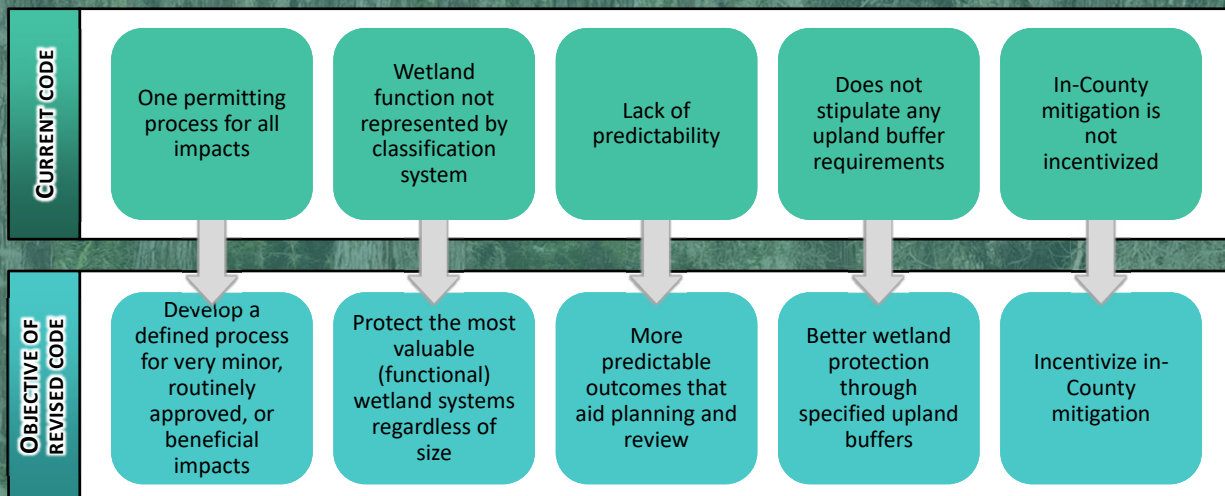 CURRENT CODE
One permitting
process for all
impacts
Wetland
function not
represented by
classification
system
Lack of
predictability
Does not
stipulate any
upland buffer
requirements
In-County
mitigation is
not
incentivized
OBJECTIVE OF
REVISED CODE
Develop a
defined process
for very minor,
routinely
approved, or
beneficial
impacts
Protect the most
valuable
(functional)
wetland systems
regardless of
size
More
predictable
outcomes that
aid planning and
review
Better wetland
protection
through
specified upland
buffers
Incentivize in-
County
mitigation